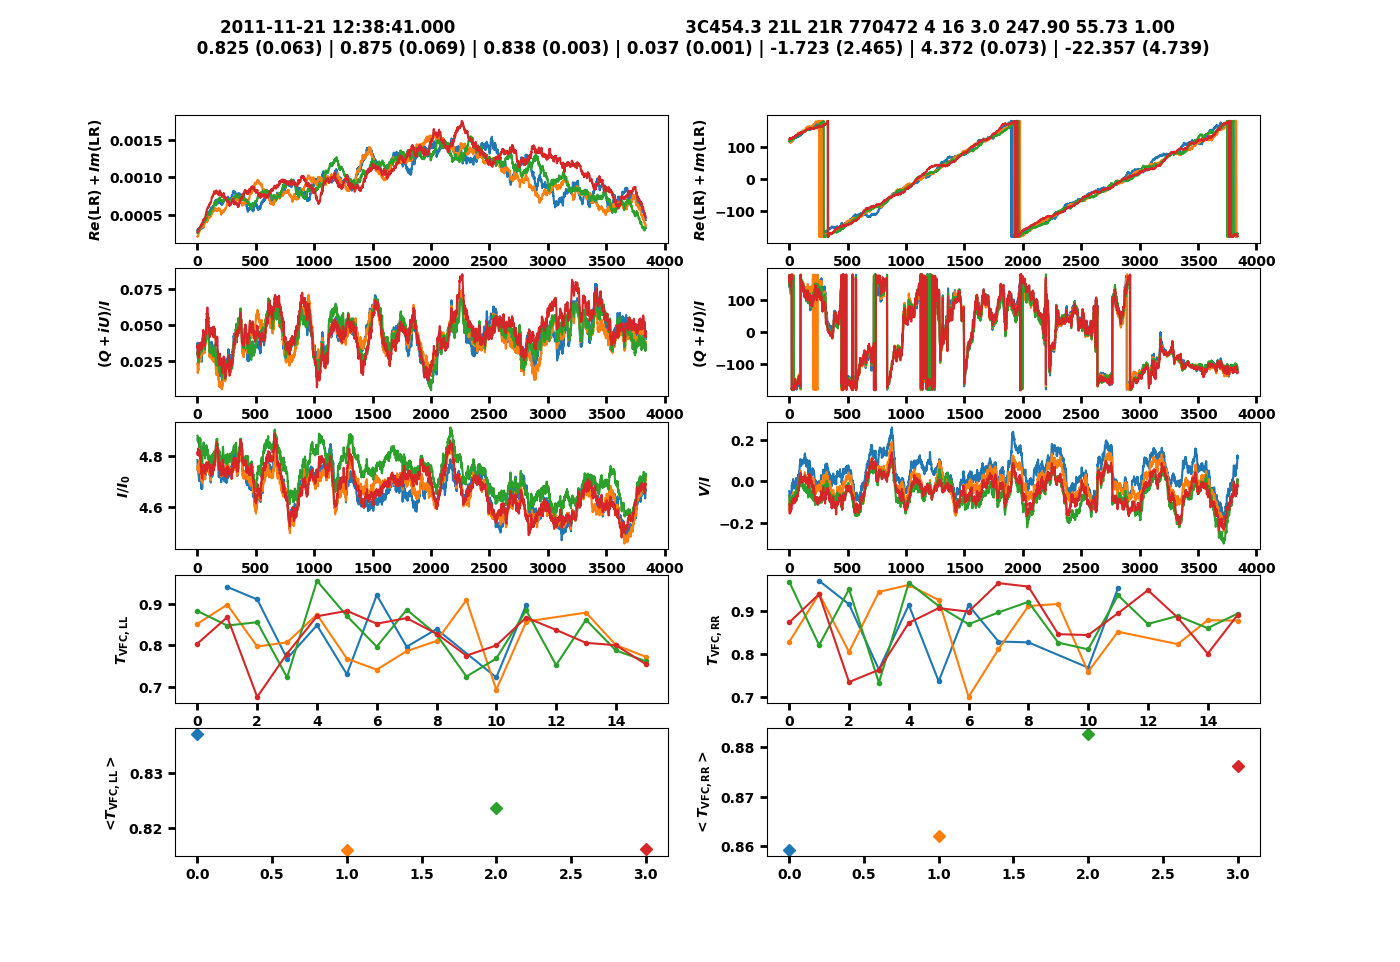 2011-11-21 12:38:41.000 3C454.3 21L 21R 770472 4 16 3.0 247.90 55.73 1.00
0.825 (0.063) | 0.875 (0.069) | 0.838 (0.003) | 0.037 (0.001) | -1.723 (2.465) | 4.372 (0.073) | -22.357 (4.739)
Re(LR) + Im(LR)
0.0015
0.0010
0.0005
0 500 1000 1500 2000 2500 3000 3500 4000
Re(LR) + Im(LR)
100
0
−100
0 500 1000 1500 2000 2500 3000 3500 4000
(Q + iU)/I
0.075
0.050
0.025
0 500 1000 1500 2000 2500 3000 3500 4000
(Q + iU)/I
100
0
−100
0 500 1000 1500 2000 2500 3000 3500 4000
I/I0
4.8
4.6
0 500 1000 1500 2000 2500 3000 3500 4000
V/I
0.2
0.0
−0.2
0 500 1000 1500 2000 2500 3000 3500 4000
TVFC, LL
0.9
0.8
0.7
0 2 4 6 8 10 12 14
TVFC, RR
0.9
0.8
0.7
0 2 4 6 8 10 12 14
<TVFC, LL >
0.83
0.82
0.0 0.5 1.0 1.5 2.0 2.5 3.0
< TVFC, RR >
0.88
0.87
0.86
0.0 0.5 1.0 1.5 2.0 2.5 3.0